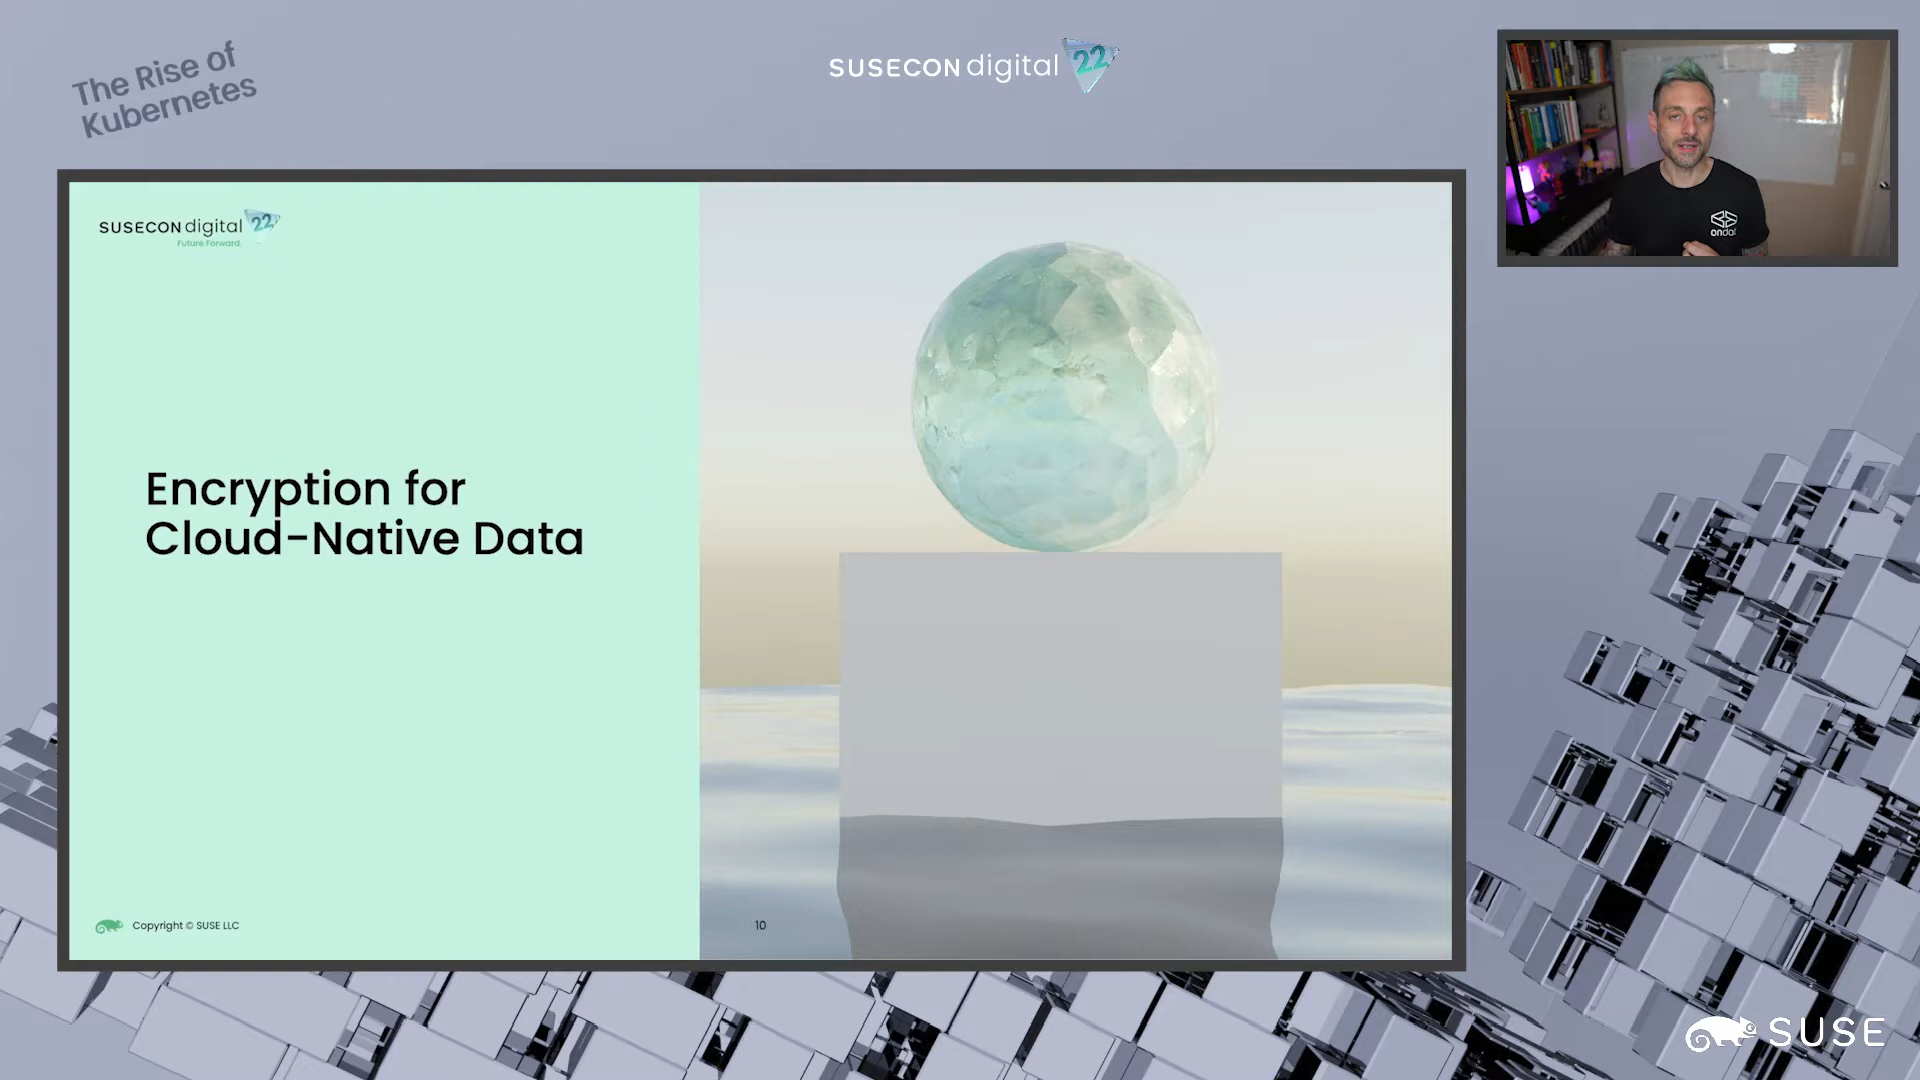 The Rise of
Kubernetes
SUSECON digital 22
SUSECON digital 22
Future Forward.
Encryption for
Cloud-Native Data
Copyright © SUSE LLC
10
ondat
SUSE